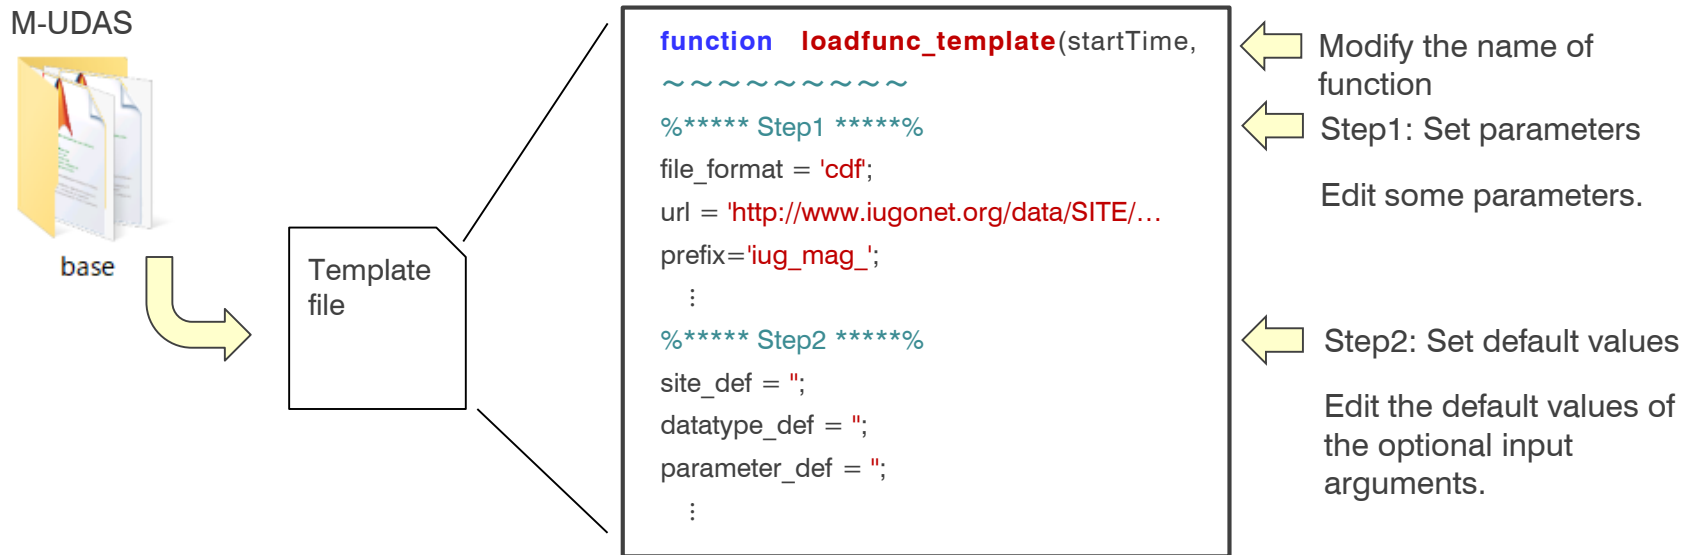 M-UDAS
base
Template
file
function loadfunc_template(startTime,
～～～～～～～～～
%***** Step1 *****%
file_format = 'cdf';
url = 'http://www.iugonet.org/data/SITE/…
prefix='iug_mag_';
⋮
%***** Step2 *****%
site_def = '';
datatype_def = '';
parameter_def = '';
⋮
Modify the name of
function
Step1: Set parameters
Edit some parameters.
Step2: Set default values
Edit the default values of
the optional input
arguments.